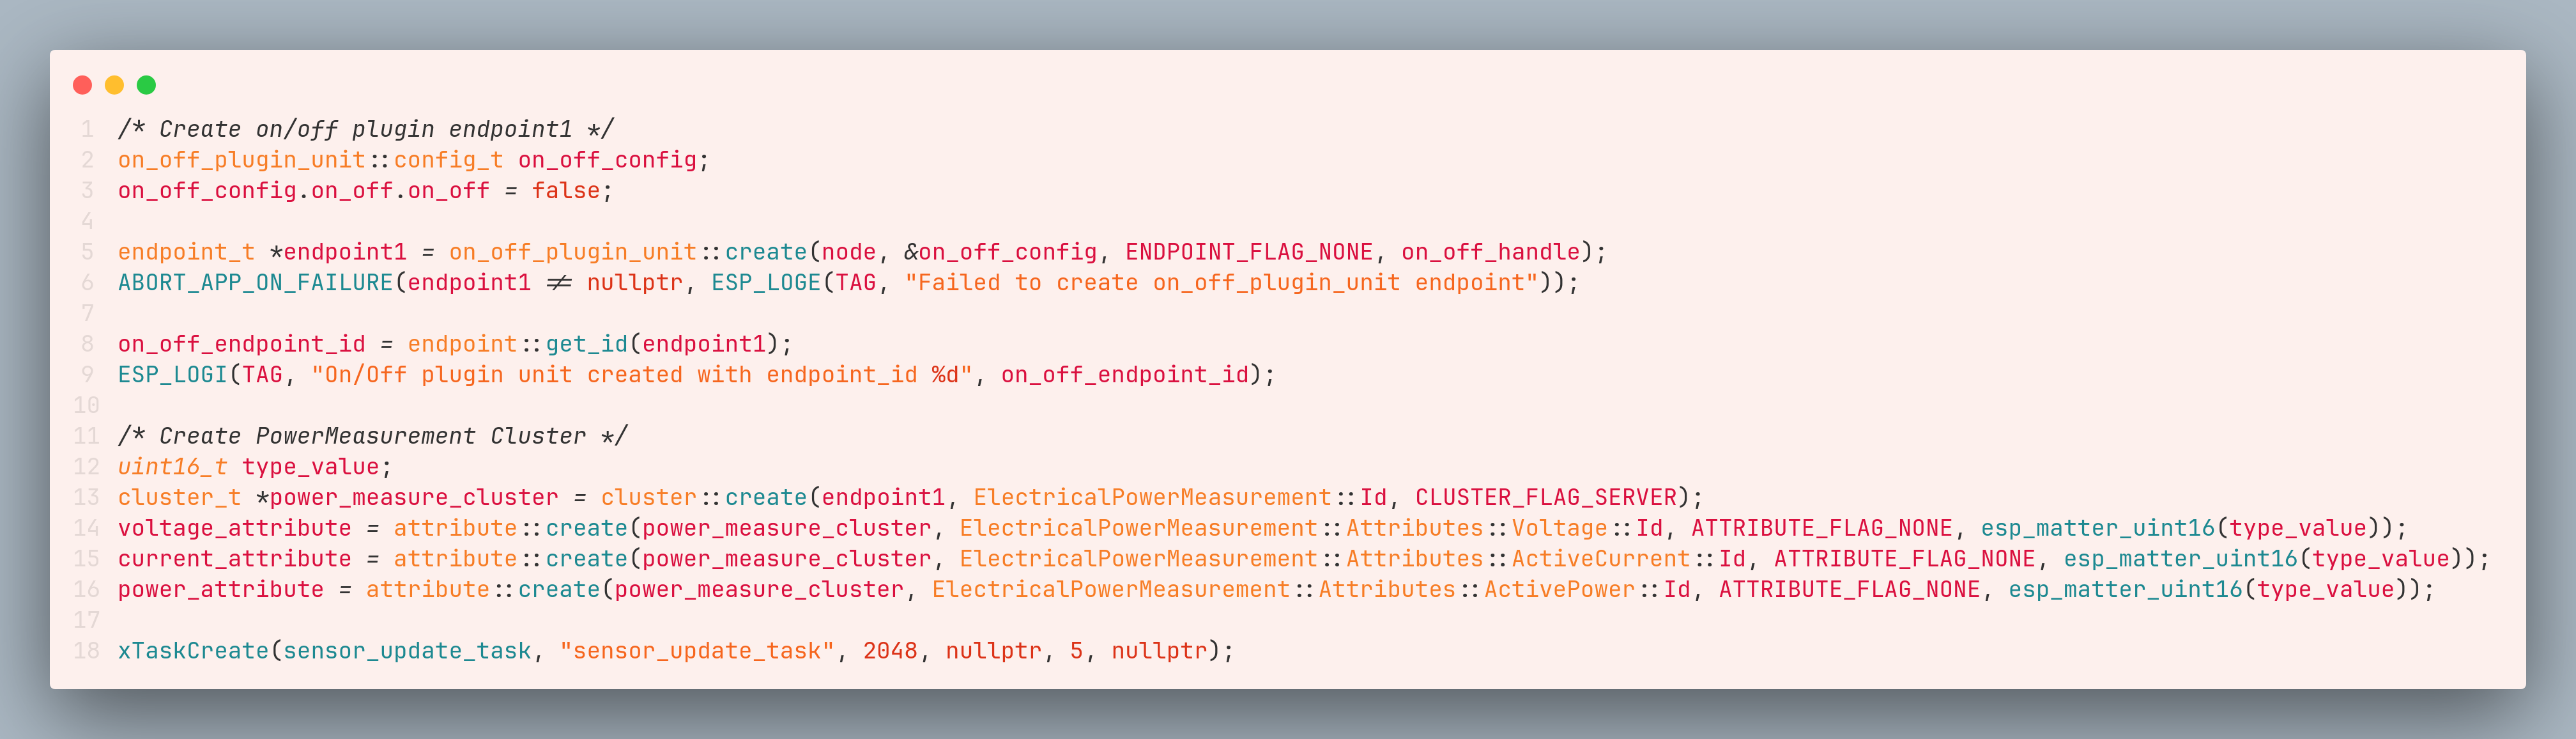 1 /* Create on/off plugin endpoint1 */
2 on_off_plugin_unit::config_t on_off_config;
3 on_off_config.on_off.on_off = false;
4
5 endpoint_t *endpoint1 = on_off_plugin_unit::create(node, &on_off_config, ENDPOINT_FLAG_NONE, on_off_handle);
6 ABORT_APP_ON_FAILURE(endpoint1 != nullptr, ESP_LOGE(TAG, "Failed to create on_off_plugin_unit endpoint"));
7
8 on_off_endpoint_id = endpoint::get_id(endpoint1);
9 ESP_LOGI(TAG, "On/Off plugin unit created with endpoint_id %d", on_off_endpoint_id);
10
11 /* Create PowerMeasurement Cluster */
12 uint16_t type_value;
13 cluster_t *power_measure_cluster = cluster::create(endpoint1, ElectricalPowerMeasurement::Id, CLUSTER_FLAG_SERVER);
14 voltage_attribute = attribute::create(power_measure_cluster, ElectricalPowerMeasurement::Attributes::Voltage::Id, ATTRIBUTE_FLAG_NONE, esp_matter_uint16(type_value));
15 current_attribute = attribute::create(power_measure_cluster, ElectricalPowerMeasurement::Attributes::ActiveCurrent::Id, ATTRIBUTE_FLAG_NONE, esp_matter_uint16(type_value));
16 power_attribute = attribute::create(power_measure_cluster, ElectricalPowerMeasurement::Attributes::ActivePower::Id, ATTRIBUTE_FLAG_NONE, esp_matter_uint16(type_value));
17
18 xTaskCreate(sensor_update_task, "sensor_update_task", 2048, nullptr, 5, nullptr);